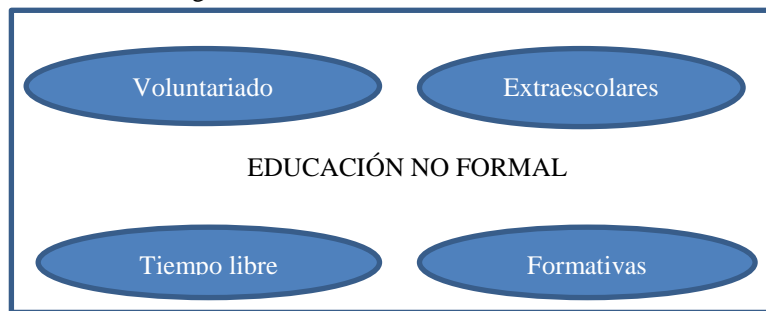 Voluntariado
Extraescolares
EDUCACIÓN NO FORMAL
Tiempo libre
Formativas